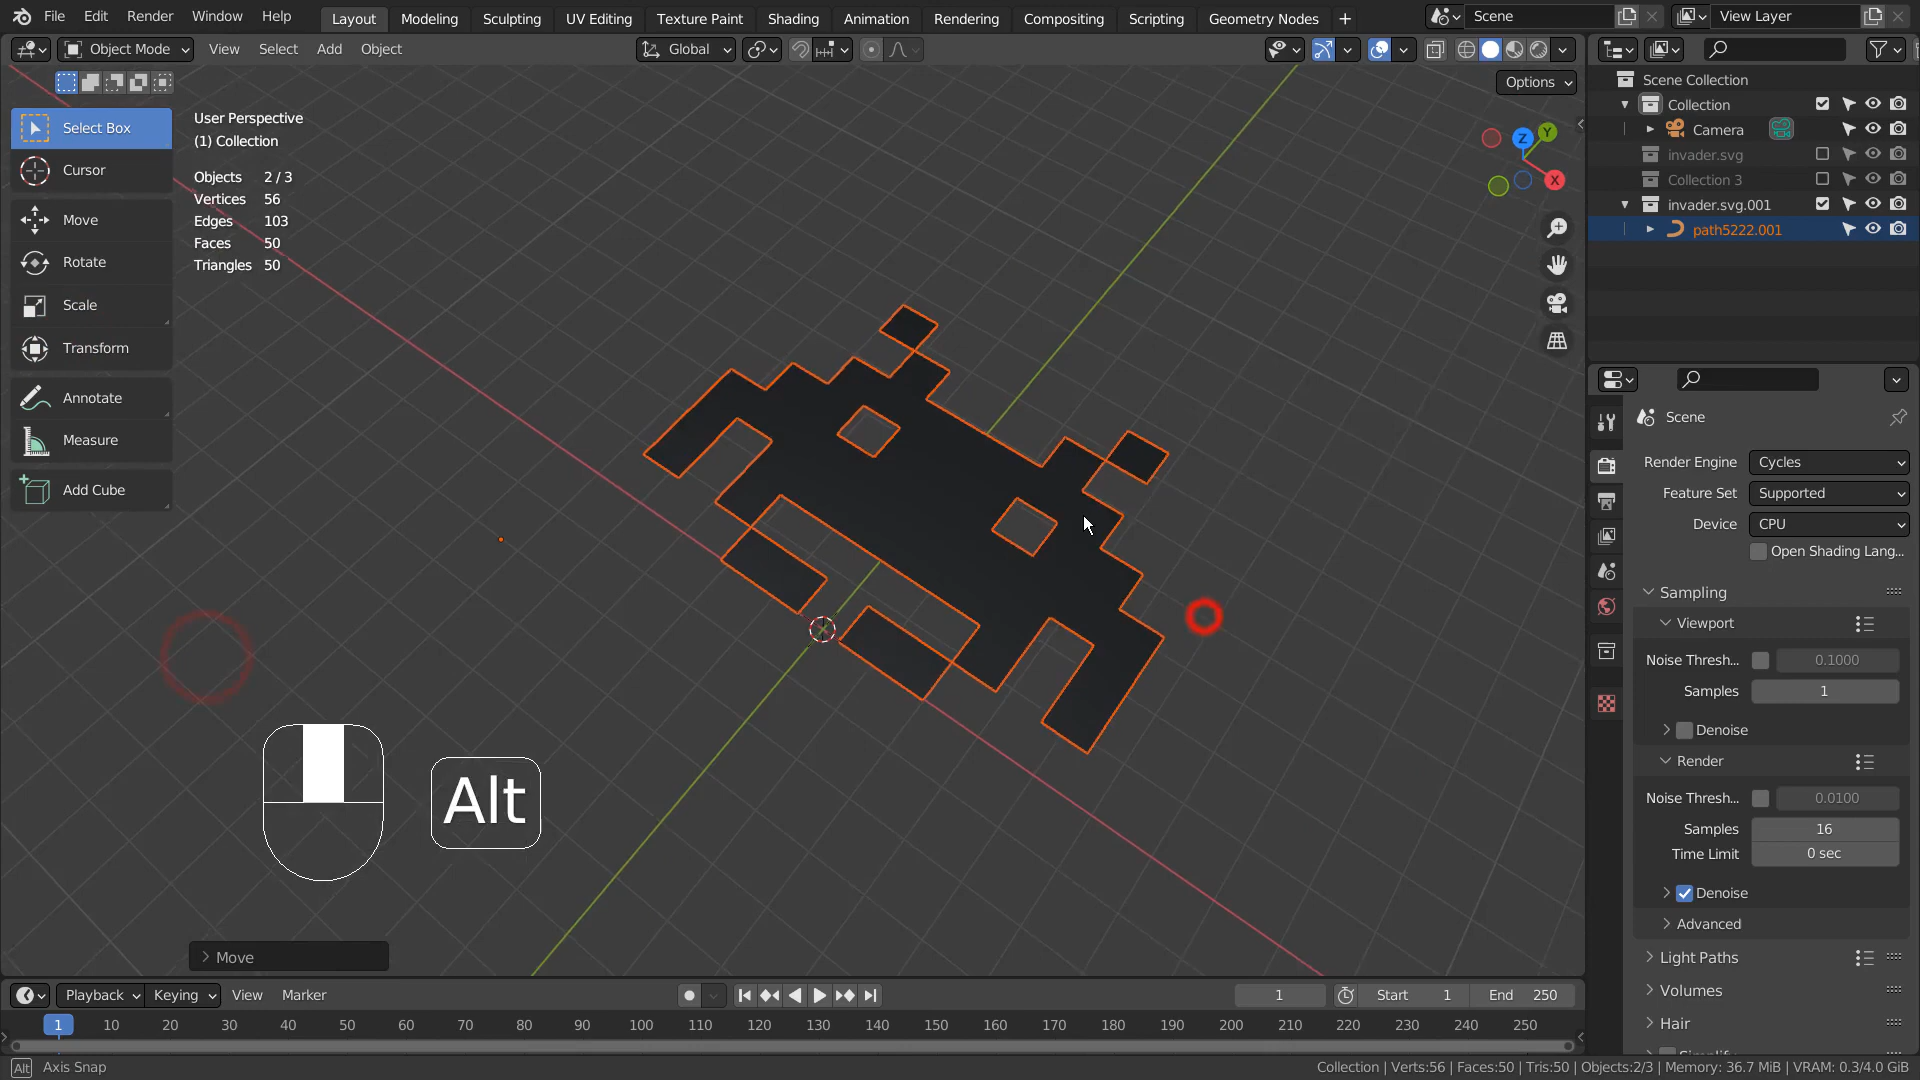 File Edit Render Window Help Layout Modeling Sculpting UV Editing Texture Paint Shading Animation Rendering Compositing Scripting Geometry Nodes + Scene View Layer
Object Mode View Select Add Object Global
Options
Select Box
Cursor
Move
Rotate
Scale
Transform
Annotate
Measure
Add Cube
User Perspective
(1) Collection
Objects 2 / 3
Vertices 56
Edges 103
Faces 50
Triangles 50
Z Y X
Alt
Move
Scene Collection
Collection
Camera
invader.svg
Collection 3
invader.svg.001
path5222.001
Scene
Render Engine Cycles
Feature Set Supported
Device CPU
Open Shading Lang...
Sampling
Viewport
Noise Thresh... 0.1000
Samples 1
Denoise
Render
Noise Thresh... 0.0100
Samples 16
Time Limit 0 sec
Denoise
Advanced
Light Paths
Volumes
Hair
Playback Keying View Marker 1 Start 1 End 250
1 10 20 30 40 50 60 70 80 90 100 110 120 130 140 150 160 170 180 190 200 210 220 230 240 250
Alt Axis Snap Collection | Verts:56 | Faces:50 | Tris:50 | Objects:2/3 | Memory: 36.7 MiB | VRAM: 0.3/4.0 GiB